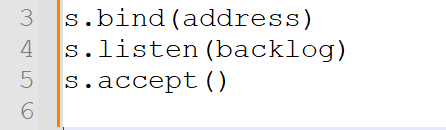 3 s.bind(address)
4 s.listen(backlog)
5 s.accept()
6